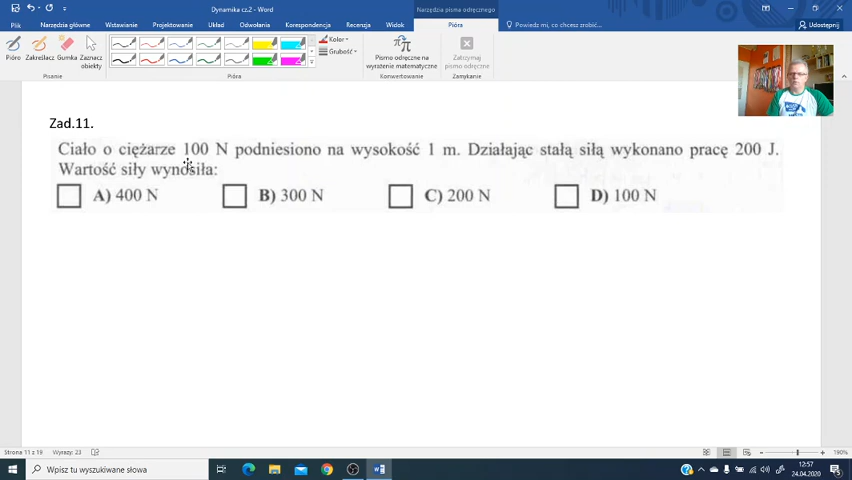 Dynamika cz.2 - Word
Narzędzia pisma odręcznego
Plik
Narzędzia główne
Wstawianie
Projektowanie
Układ
Odwołania
Korespondencja
Recenzja
Widok
Pióra
Powiedz mi, co chcesz zrobić...
Udostępnij
Pióro
Zakreślacz
Gumka
Zaznacz obiekty
Kolor
Grubość
Pismo odręczne na wyrażenie matematyczne
Zatrzymaj pismo odręczne
Pisanie
Pióra
Konwertowanie
Zamykanie
Zad.11.
Ciało o ciężarze 100 N podniesiono na wysokość 1 m. Działając stałą siłą wykonano pracę 200 J.
Wartość siły wynosiła:
A) 400 N
B) 300 N
C) 200 N
D) 100 N
Strona 11 z 19
Wyrazy: 23
190%
Wpisz tu wyszukiwane słowa
12:57
24.04.2020